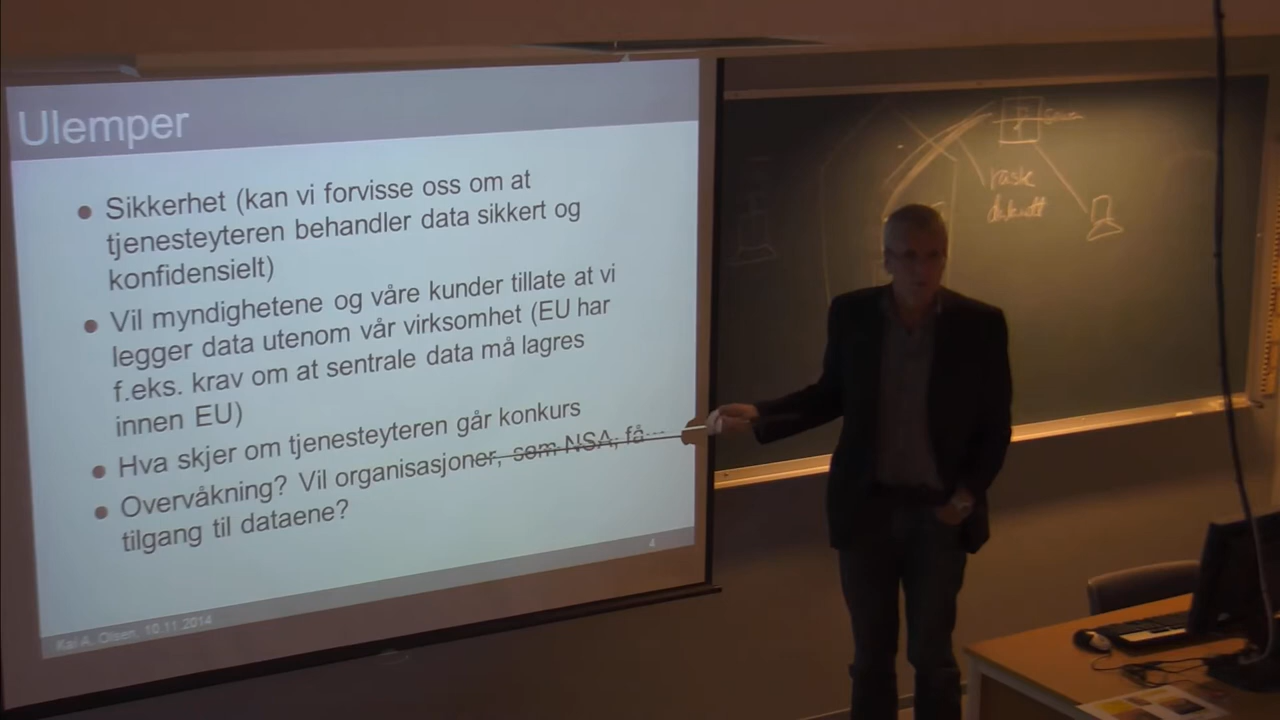 Ulemper
• Sikkerhet (kan vi forvisse oss om at
tjenesteyteren behandler data sikkert og
konfidensielt)
• Vil myndighetene og våre kunder tillate at vi
legger data utenom vår virksomhet (EU har
f.eks. krav om at sentrale data må lagres
innen EU)
• Hva skjer om tjenesteyteren går konkurs
• Overvåkning? Vil organisasjoner, som NSA, få
tilgang til dataene?
4
Kai A. Olsen, 10.11.2014
rask